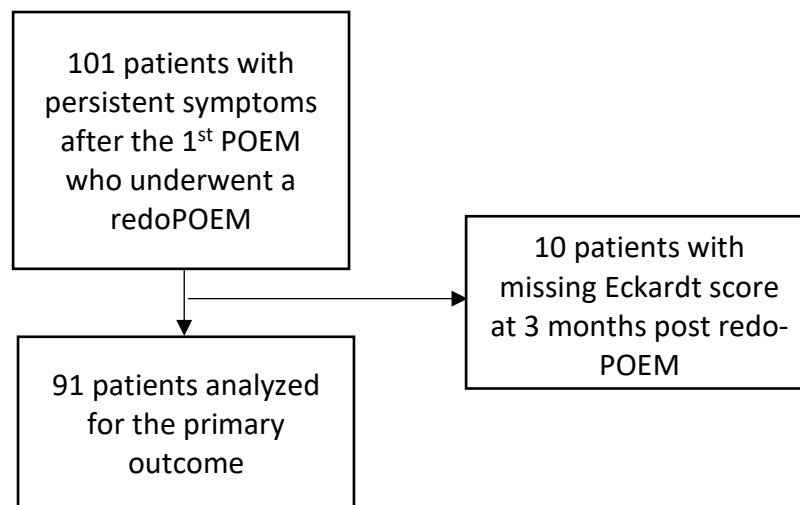 101 patients with
persistent symptoms
after the 1st POEM
who underwent a
redoPOEM
10 patients with
missing Eckardt score
at 3 months post redo-
POEM
91 patients analyzed
for the primary
outcome